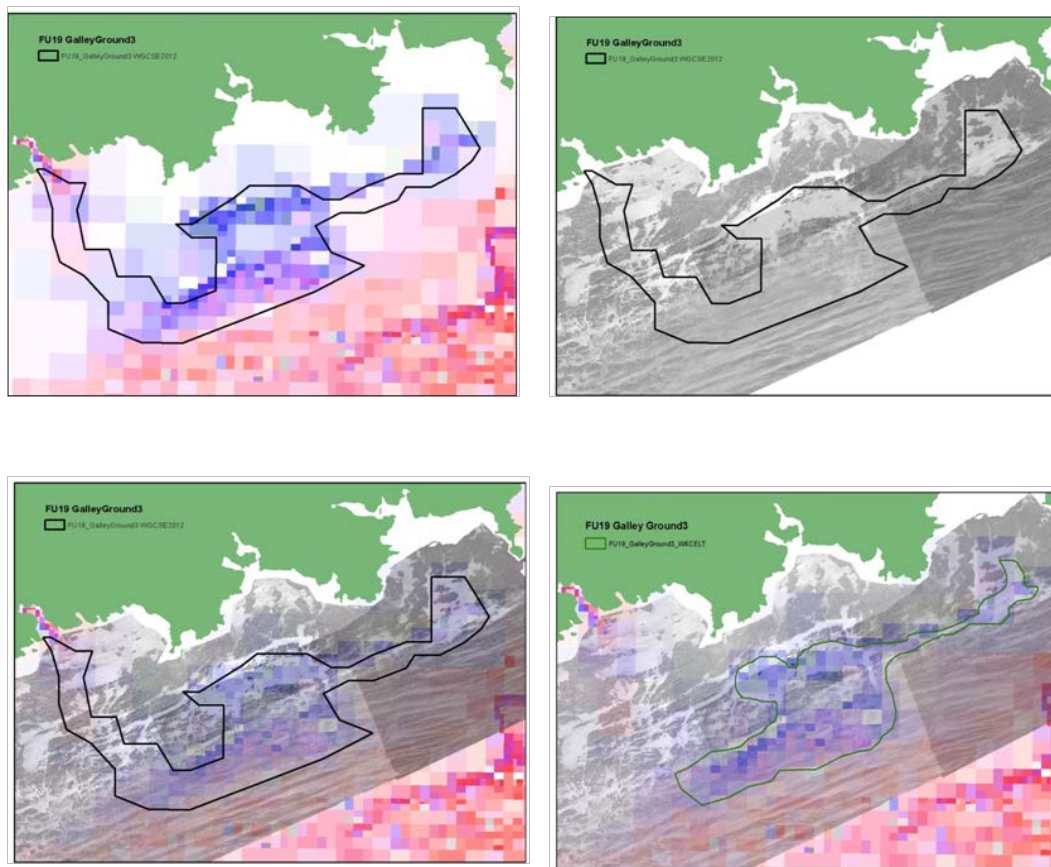 FU19 GalleyGround3
FU19_GalleyGround3 WGCSE2012
FU19 GalleyGround3
FU19_GalleyGround3 WGCSE2012
FU19 GalleyGround3
FU19_GalleyGround3 WGCSE2012
FU19 Galley Ground3
FU19_GalleyGround3_WKCELT